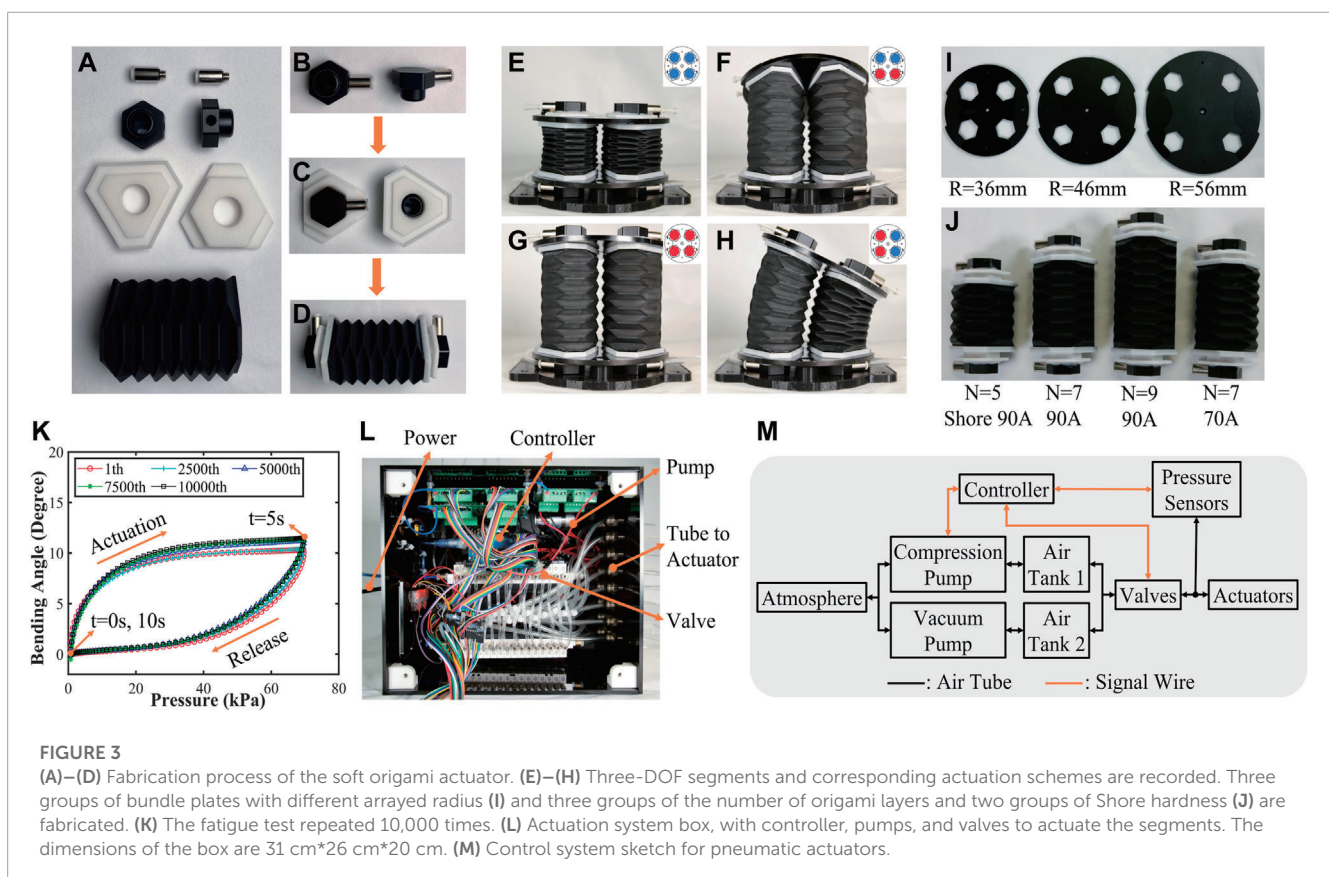 A
B
C
D
E
F
G
H
I
R=36mm
R=46mm
R=56mm
J
N=5
N=7
N=9
N=7
Shore 90A
90A
90A
70A
K
Bending Angle (Degree)
20
15
10
5
0
1th
2500th
5000th
7500th
10000th
Actuation
t=5s
t=0s, 10s
Release
0
20
40
60
80
Pressure (kPa)
L
Power
Controller
Pump
Tube to
Actuator
Valve
M
Controller
Pressure
Sensors
Compression
Pump
Air
Tank 1
Atmosphere
Valves
Actuators
Vacuum
Pump
Air
Tank 2
: Air Tube
: Signal Wire
FIGURE 3
(A)–(D) Fabrication process of the soft origami actuator. (E)–(H) Three-DOF segments and corresponding actuation schemes are recorded. Three
groups of bundle plates with different arrayed radius (I) and three groups of the number of origami layers and two groups of Shore hardness (J) are
fabricated. (K) The fatigue test repeated 10,000 times. (L) Actuation system box, with controller, pumps, and valves to actuate the segments. The
dimensions of the box are 31 cm*26 cm*20 cm. (M) Control system sketch for pneumatic actuators.